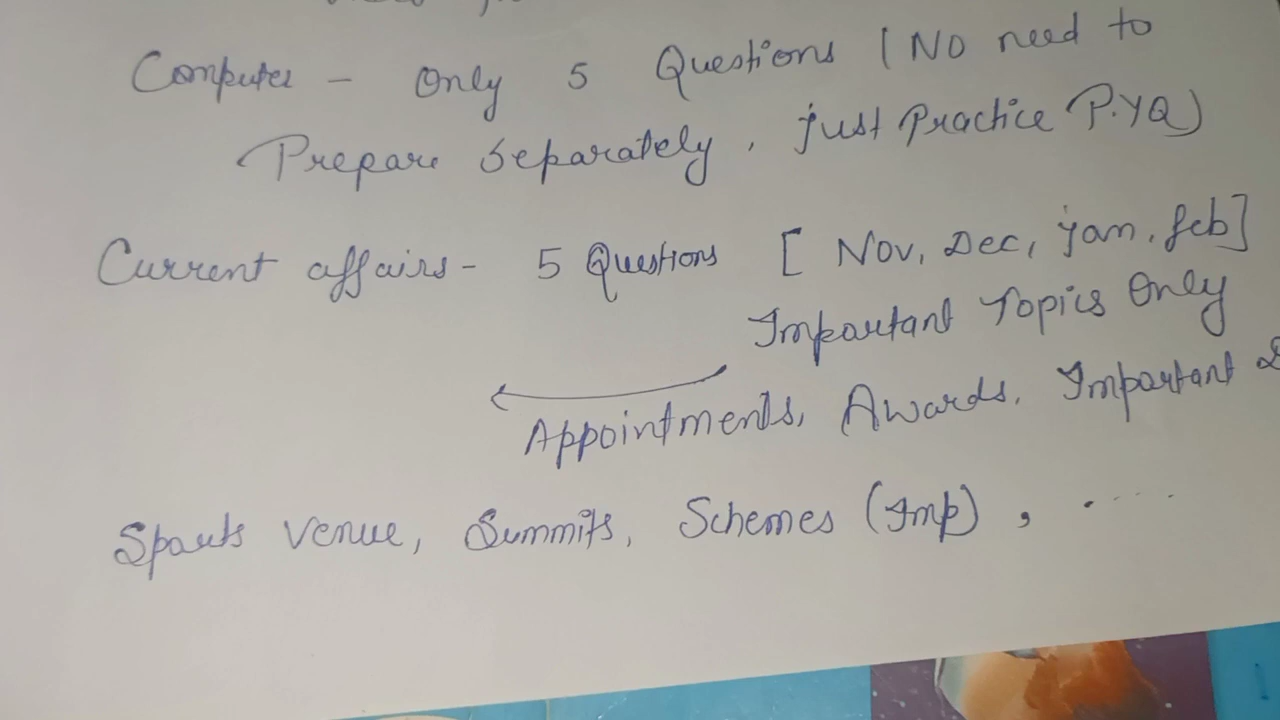 Computer - Only 5 Questions (No need to
Prepare separately, just Practice P.YQ)
Current affairs - 5 Questions [Nov, Dec, jan, feb]
Important Topics Only
Appointments, Awards, Important
Sports venue, Summits, Schemes (Imp), .....